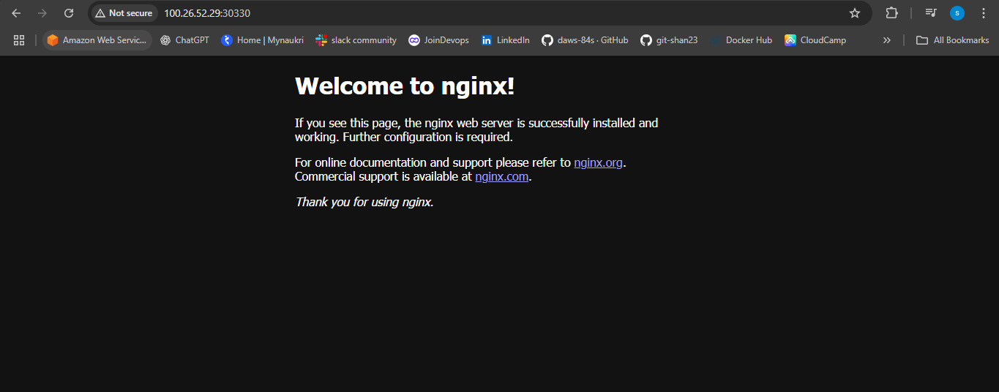 Not secure 100.26.52.29:30330 s
Amazon Web Servic... ChatGPT Home | Mynaukri slack community JoinDevops LinkedIn daws-84s · GitHub git-shan23 Docker Hub CloudCamp » All Bookmarks
Welcome to nginx!
If you see this page, the nginx web server is successfully installed and
working. Further configuration is required.
For online documentation and support please refer to nginx.org.
Commercial support is available at nginx.com.
Thank you for using nginx.